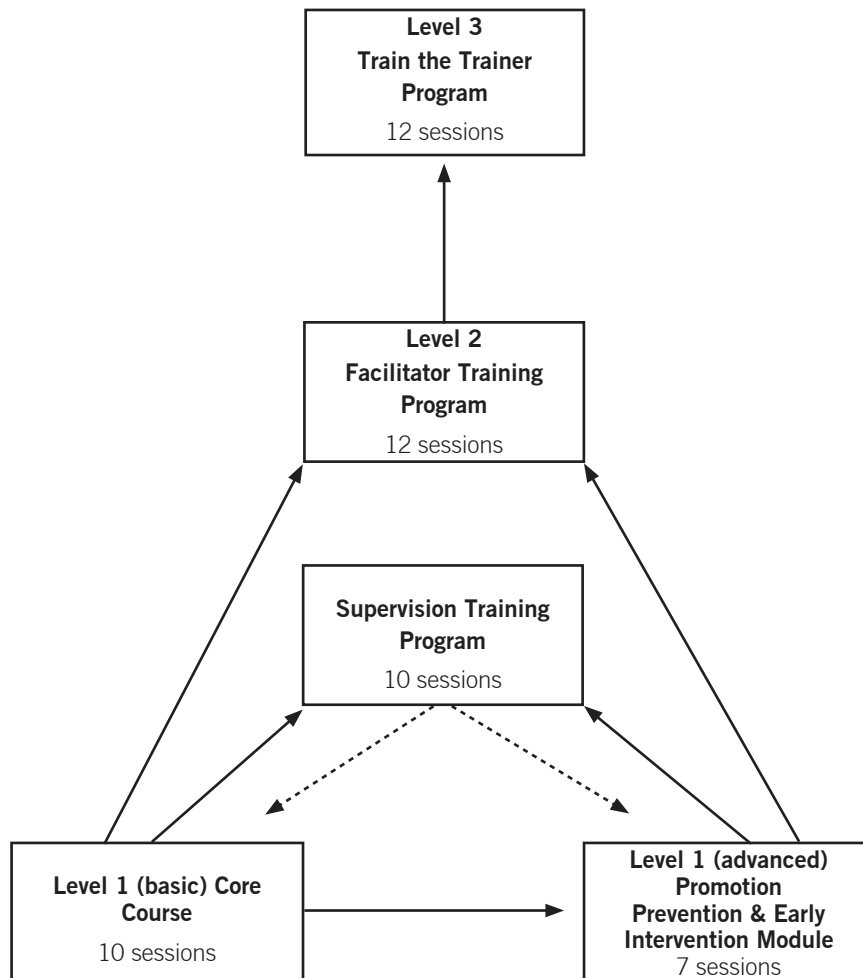 Level 3
Train the Trainer
Program
12 sessions
Level 2
Facilitator Training
Program
12 sessions
Supervision Training
Program
10 sessions
Level 1 (basic) Core
Course
10 sessions
Level 1 (advanced)
Promotion
Prevention & Early
Intervention Module
7 sessions